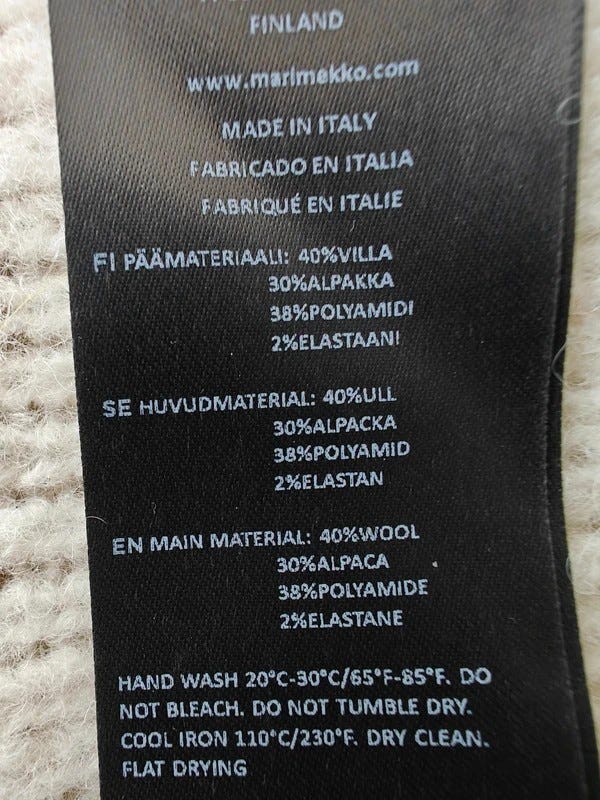 FINLAND
www.marimekko.com
MADE IN ITALY
FABRICADO EN ITALIA
FABRIQUÉ EN ITALIE
FI PÄÄMATERIAALI: 40%VILLA
30%ALPAKKA
38%POLYAMIDI
2%ELASTAANI
SE HUVUDMATERIAL: 40%ULL
30%ALPACKA
38%POLYAMID
2%ELASTAN
EN MAIN MATERIAL: 40%WOOL
30%ALPACA
38%POLYAMIDE
2%ELASTANE
HAND WASH 20°C-30°C/65°F-85°F. DO
NOT BLEACH. DO NOT TUMBLE DRY.
COOL IRON 110°C/230°F. DRY CLEAN.
FLAT DRYING